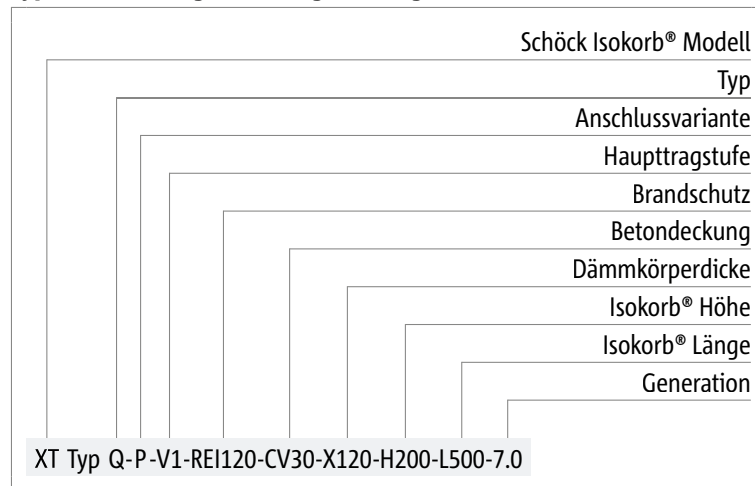 Schöck Isokorb® Modell
Typ
Anschlussvariante
Haupttragstufe
Brandschutz
Betondeckung
Dämmkörperdicke
Isokorb® Höhe
Isokorb® Länge
Generation
XT Typ Q-P-V1-REI120-CV30-X120-H200-L500-7.0